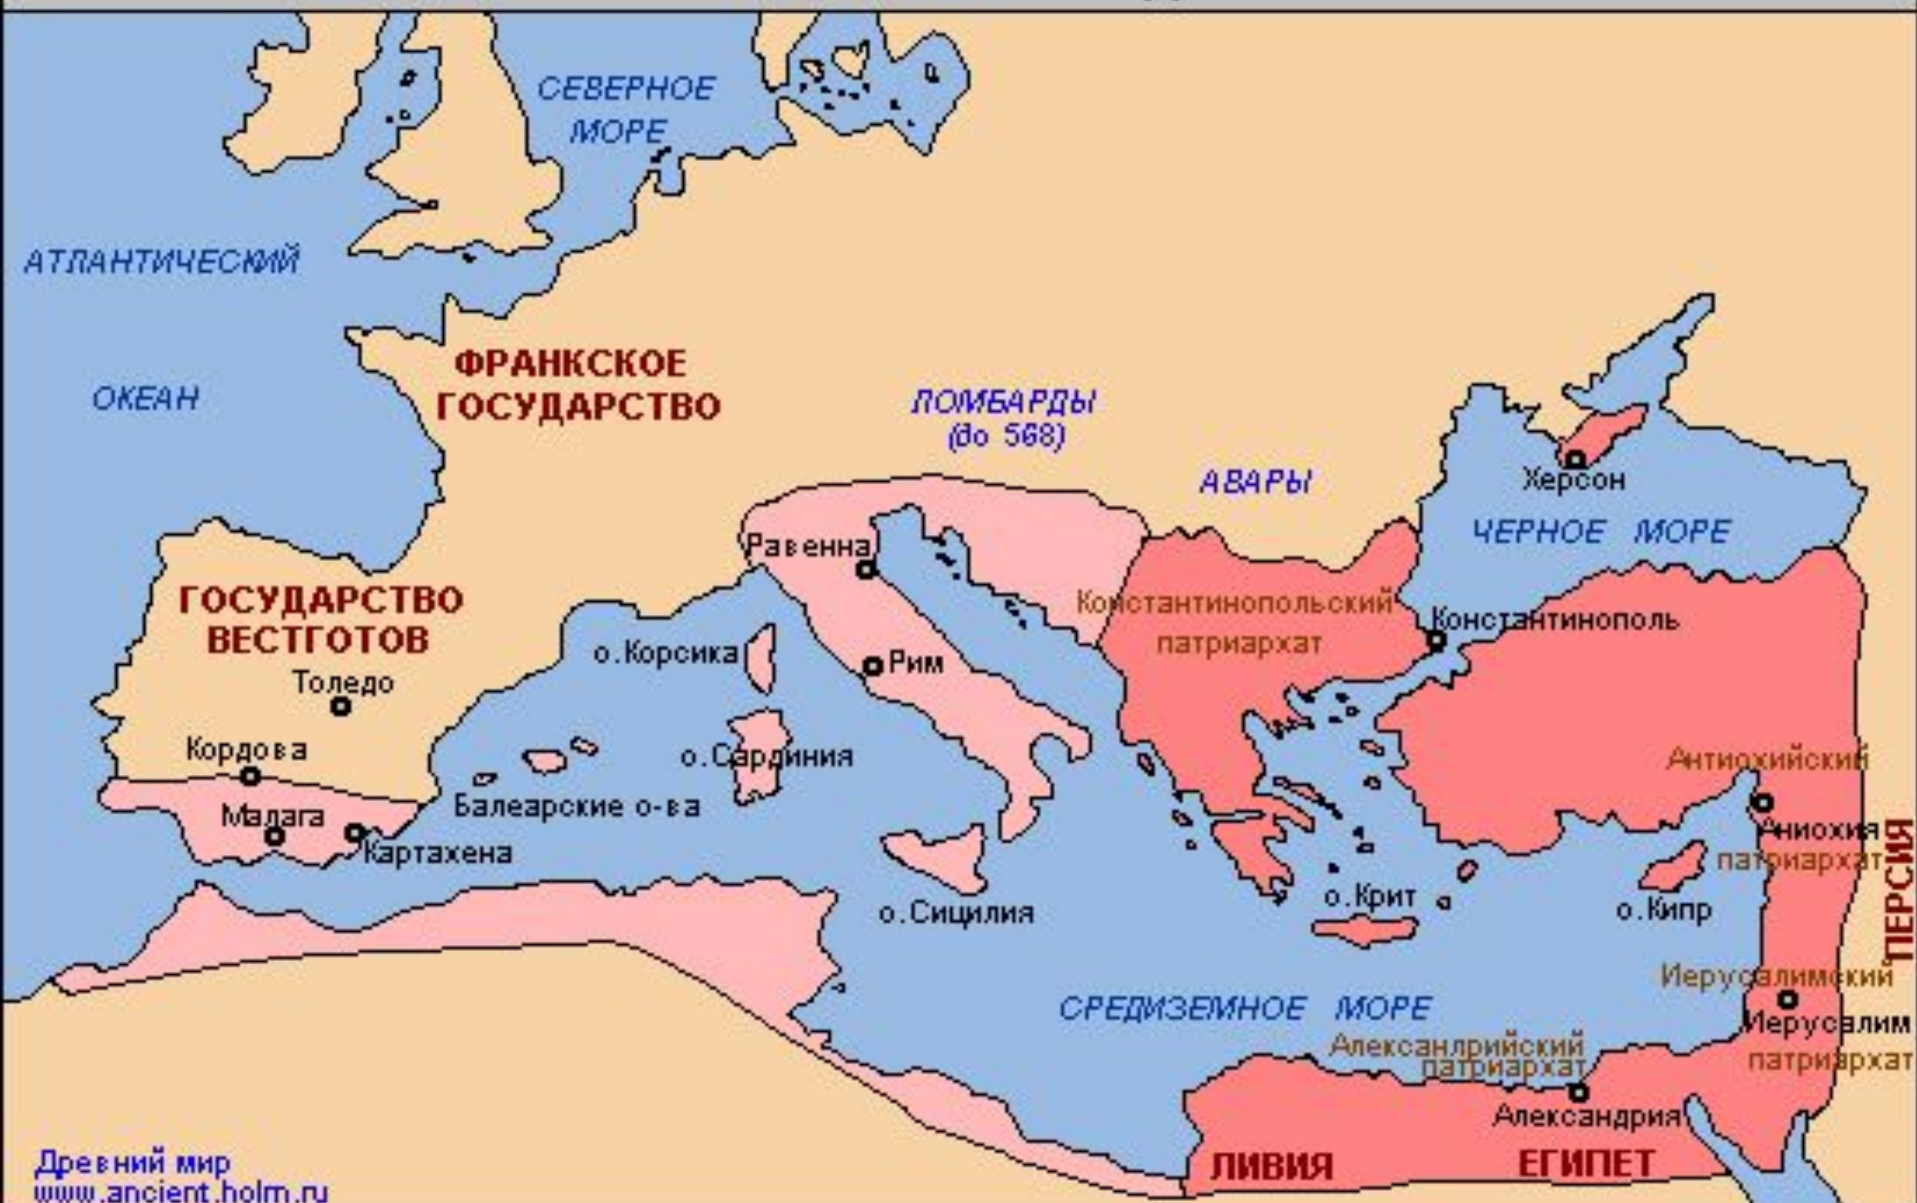 СЕВЕРНОЕ
МОРЕ
АТЛАНТИЧЕСКИЙ
ОКЕАН
ФРАНКСКОЕ
ГОСУДАРСТВО
ЛОМБАРДЫ
(до 568)
АВАРЫ
Херсон
ЧЕРНОЕ МОРЕ
Равенна
ГОСУДАРСТВО
ВЕСТГОТОВ
Константинопольский
патриархат
Константинополь
о.Корсика
Рим
Толедо
Кордова
о.Сардиния
Антиохийский
Балеарские о-ва
Малага
Картахена
Аниохия
патриархат
ПЕРСИЯ
о.Сицилия
о.Крит
о.Кипр
Иерусалимский
СРЕДИЗЕМНОЕ МОРЕ
Иерусалим
патриархат
Алексанлрийский
патриархат
Александрия
ЛИВИЯ
ЕГИПЕТ
Древний мир
www.ancient.holm.ru